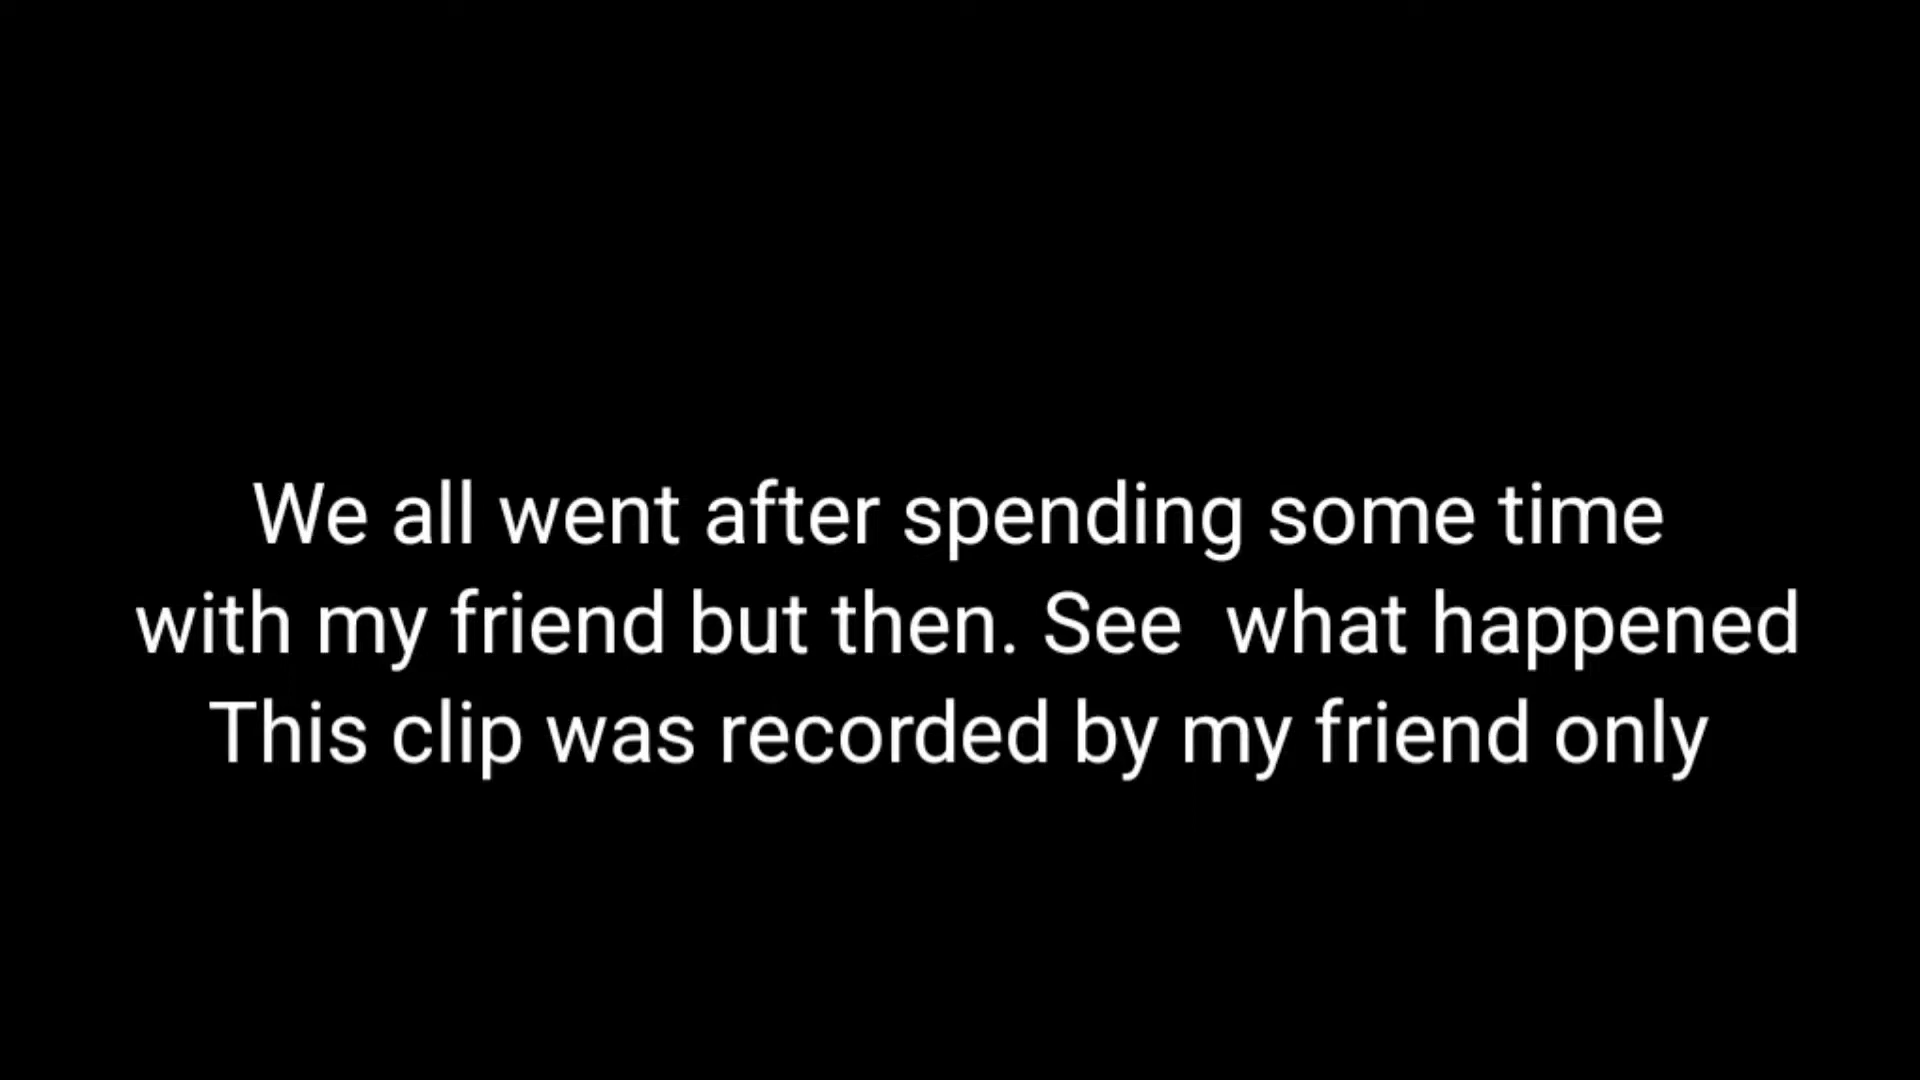 We all went after spending some time
with my friend but then. See  what happened
This clip was recorded by my friend only